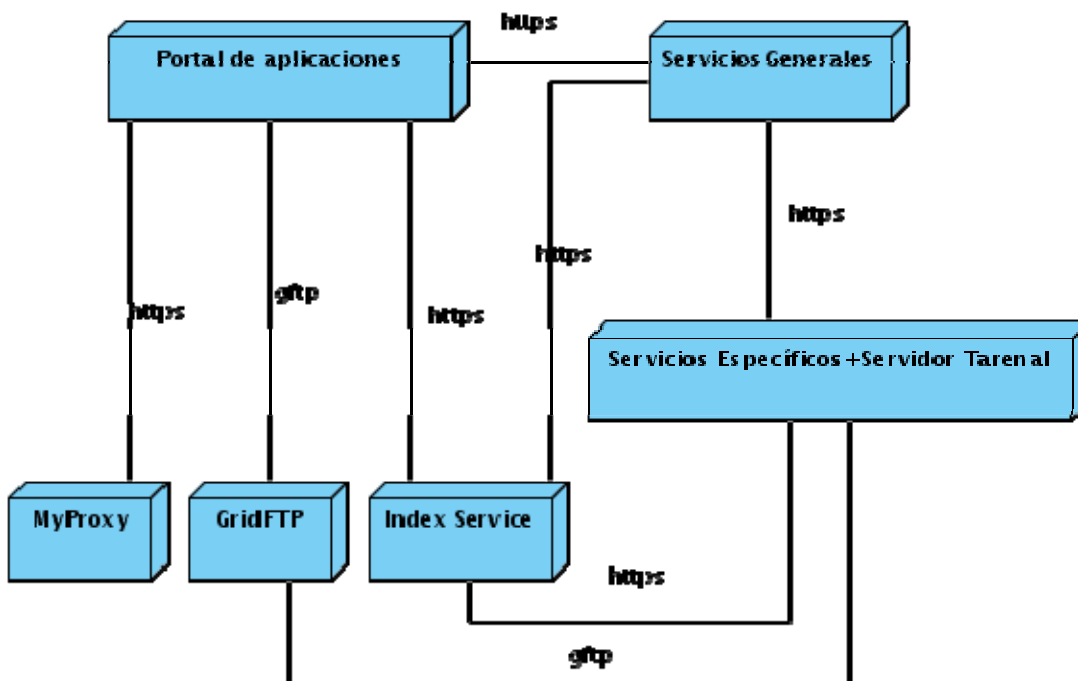 https
Portal de aplicaciones
Servicios Generales
https
https
https
gftp
https
Servicios Específicos+Servidor Tarenal
MyProxy
GridFTP
Index Service
https
gftp